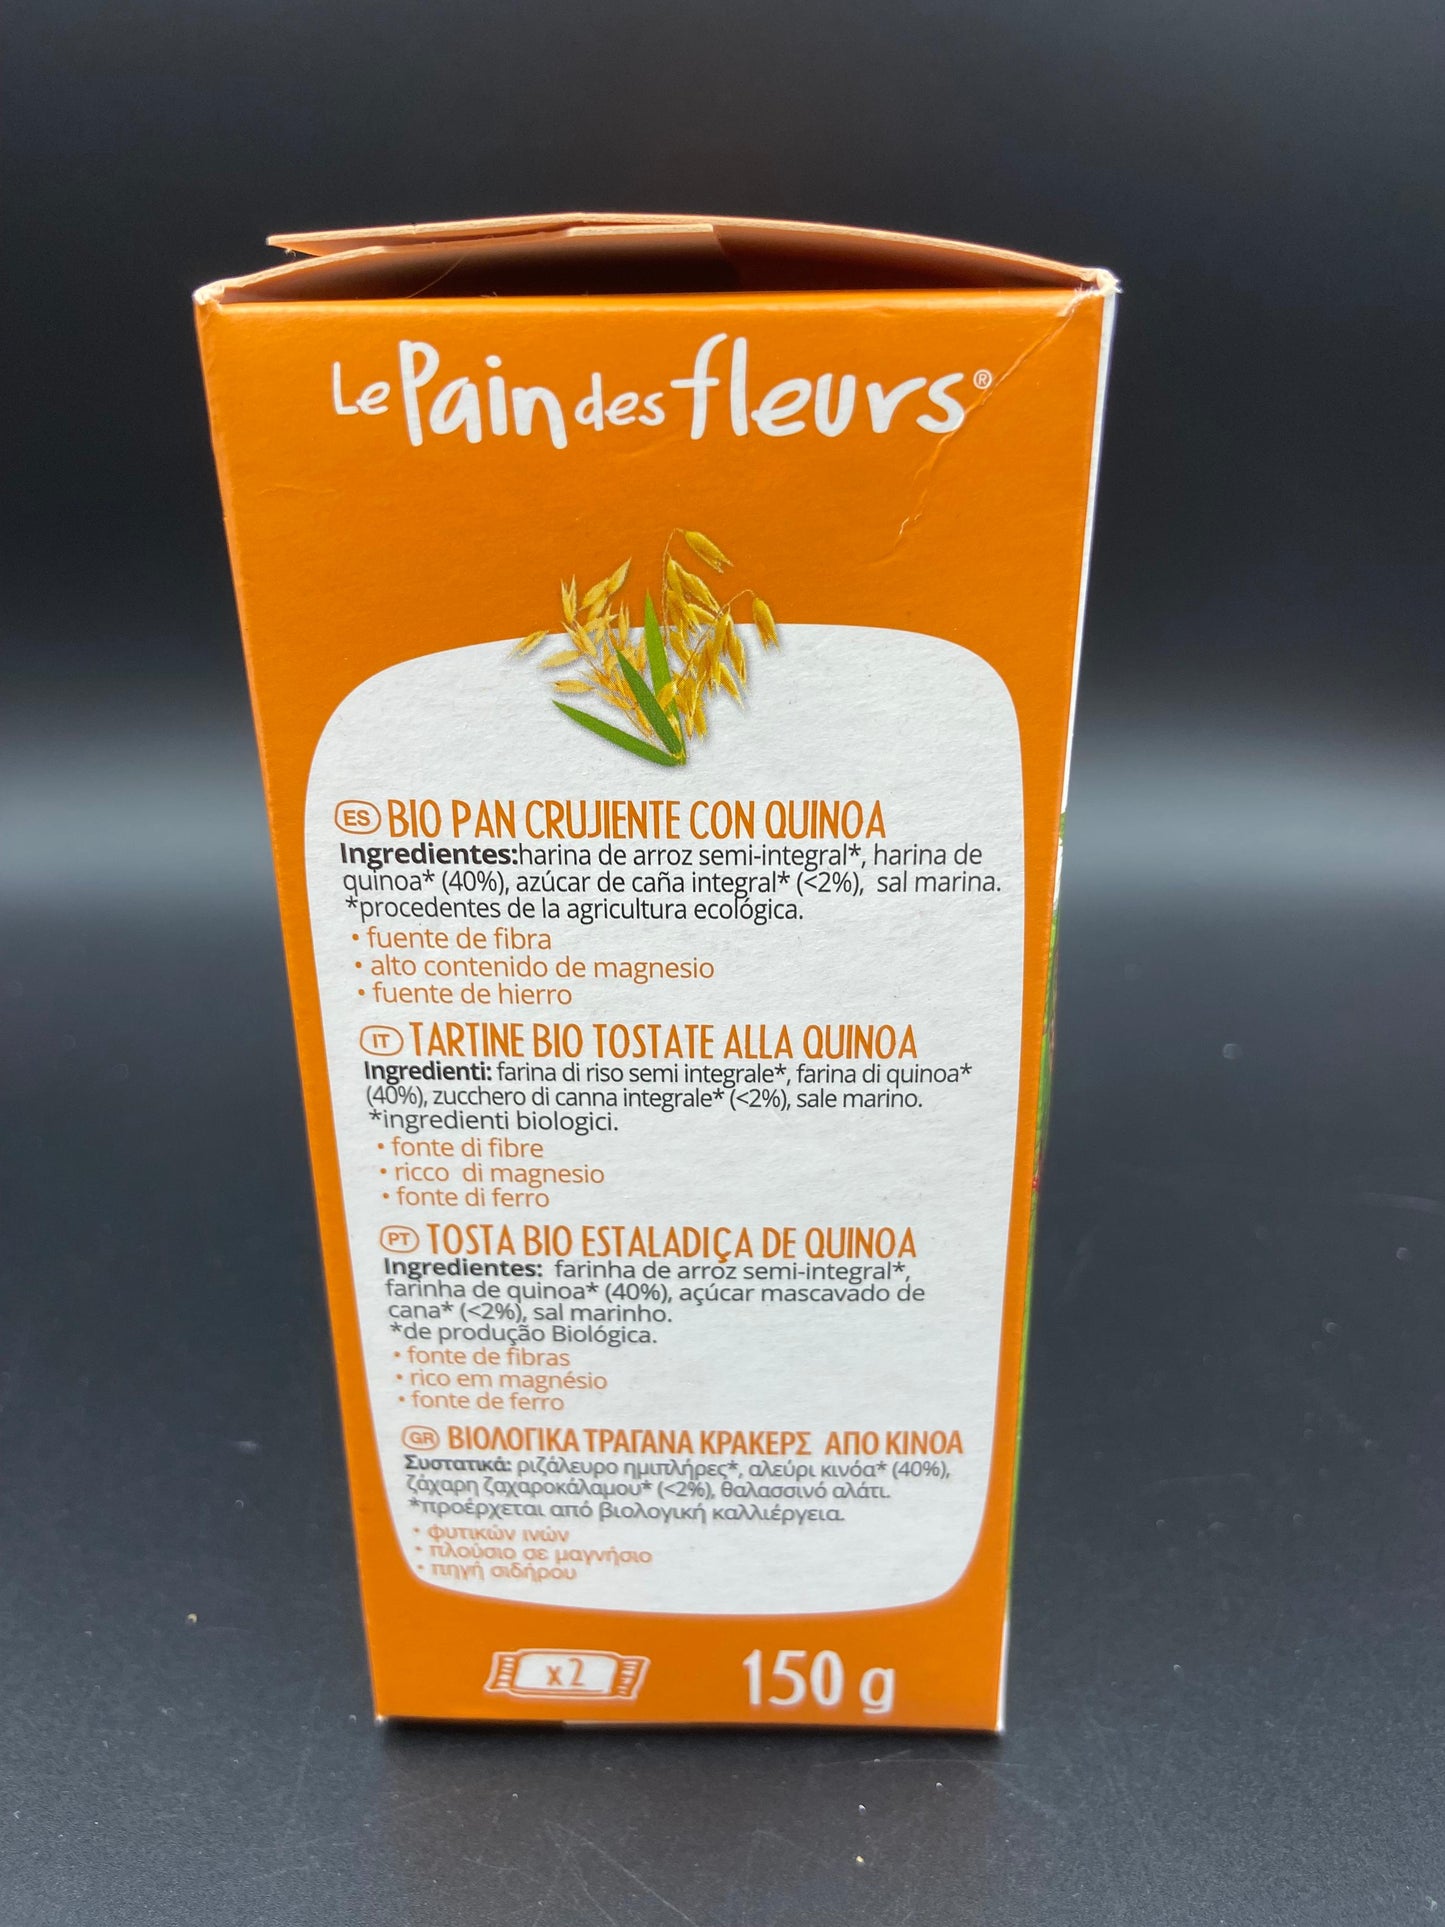 Le Pain des fleurs®
ES BIO PAN CRUJIENTE CON QUINOA
Ingredientes:harina de arroz semi-integral*, harina de
quinoa* (40%), azúcar de caña integral* (<2%), sal marina.
*procedentes de la agricultura ecológica.
• fuente de fibra
• alto contenido de magnesio
• fuente de hierro
IT TARTINE BIO TOSTATE ALLA QUINOA
Ingredienti: farina di riso semi integrale*, farina di quinoa*
(40%), zucchero di canna integrale* (<2%), sale marino.
*ingredienti biologici.
• fonte di fibre
• ricco di magnesio
• fonte di ferro
PT TOSTA BIO ESTALADIÇA DE QUINOA
Ingredientes: farinha de arroz semi-integral*,
farinha de quinoa* (40%), açúcar mascavado de
cana* (<2%), sal marinho.
*de produção Biológica.
• fonte de fibras
• rico em magnésio
• fonte de ferro
GR ΒΙΟΛΟΓΙΚΑ ΤΡΑΓΑΝΑ ΚΡΑΚΕΡΣ ΑΠΟ ΚΙΝΟΑ
Συστατικά: ριζάλευρο ημιπλήρες*, αλεύρι κινόα* (40%),
ζάχαρη ζαχαροκάλαμου* (<2%), θαλασσινό αλάτι.
*προέρχεται από βιολογική καλλιέργεια.
• φυτικών ινών
• πλούσιο σε μαγνήσιο
• πηγή σιδήρου
x2 150 g